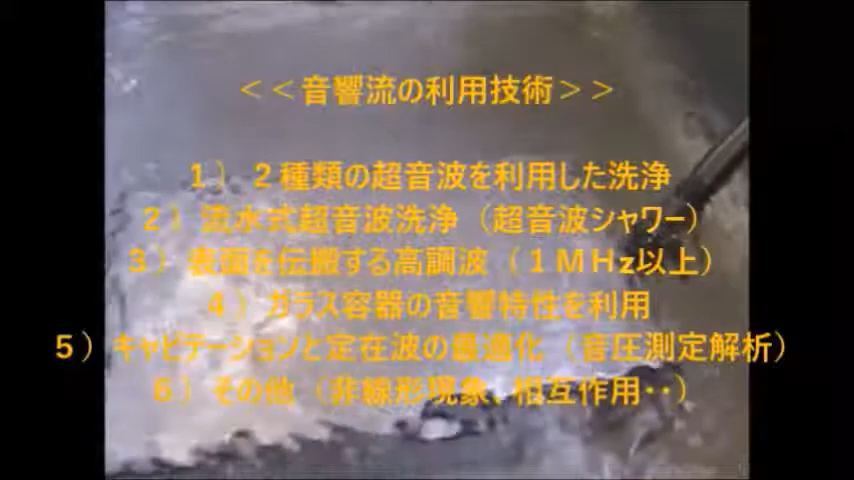 ＜＜音響流の利用技術＞＞
１）２種類の超音波を利用した洗浄
２）流水式超音波洗浄（超音波シャワー）
３）表面を伝搬する高調波（１ＭＨz以上）
４）ガラス容器の音響特性を利用
５）キャビテーションと定在波の最適化（音圧測定解析）
６）その他（非線形現象、相互作用‥）